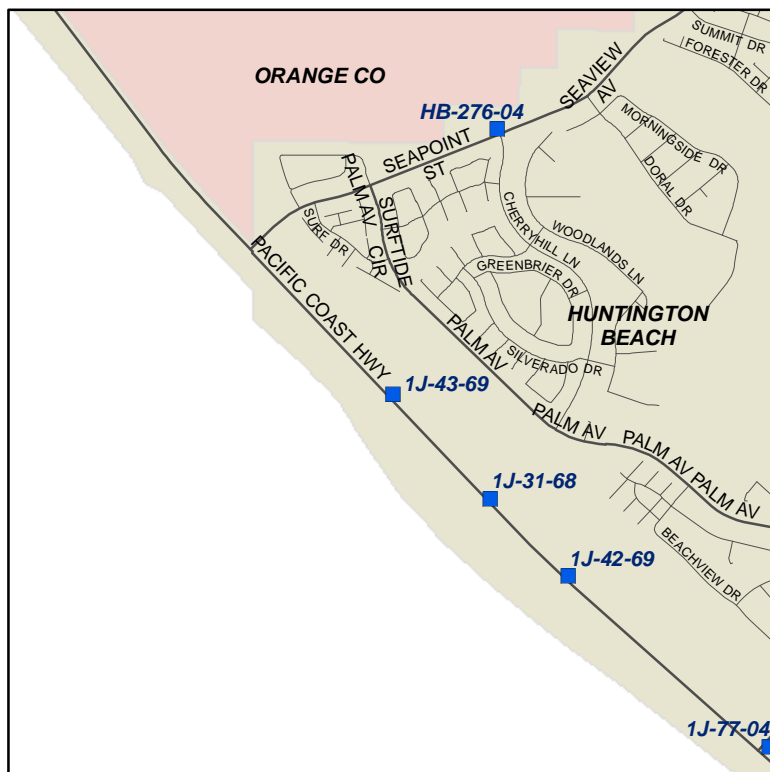 SUMMIT DR
FORESTER DR
ORANGE CO
SEAVIEW
AV
HB-276-04
MORNINGSIDE DR
SEAPOINT
ST
PALM AV
CIR
DORAL DR
SURFTIDE
CHERRYHILL LN
SURF DR
WOODLANDS LN
PACIFIC COAST HWY
GREENBRIER DR
HUNTINGTON
BEACH
PALM AV
SILVERADO DR
1J-43-69
PALM AV
PALM AV
PALM AV
1J-31-68
BEACHVIEW DR
1J-42-69
1J-77-04